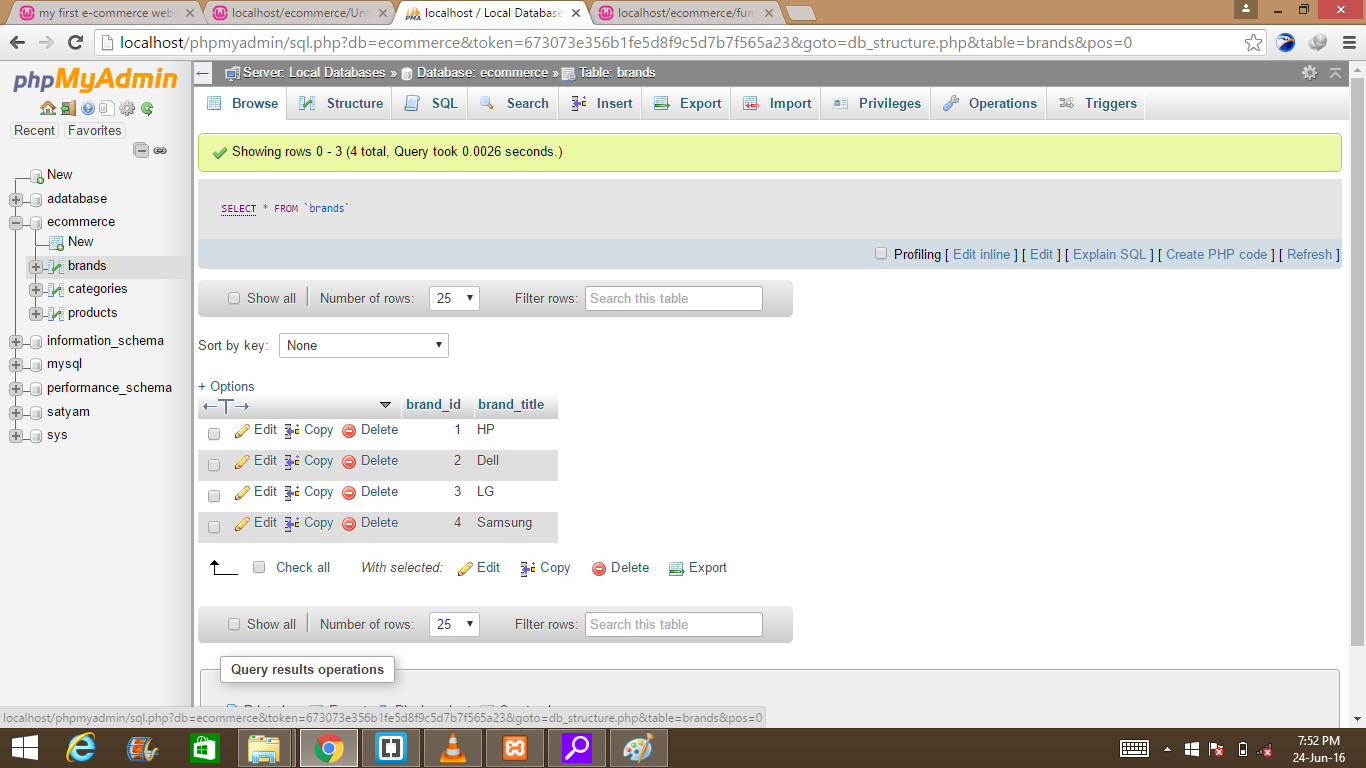 my first e-commerce webs
localhost/ecommerce/Unt
localhost / Local Database
localhost/ecommerce/fun
localhost/phpmyadmin/sql.php?db=ecommerce&token=673073e356b1fe5d8f9c5d7b7f565a23&goto=db_structure.php&table=brands&pos=0
phpMyAdmin
Recent Favorites
New
adatabase
ecommerce
New
brands
categories
products
information_schema
mysql
performance_schema
satyam
sys
Server: Local Databases » Database: ecommerce » Table: brands
Browse Structure SQL Search Insert Export Import Privileges Operations Triggers
Showing rows 0 - 3 (4 total, Query took 0.0026 seconds.)
SELECT * FROM `brands`
Profiling [ Edit inline ] [ Edit ] [ Explain SQL ] [ Create PHP code ] [ Refresh ]
Show all Number of rows: 25 Filter rows: Search this table
Sort by key: None
+ Options
brand_id brand_title
Edit Copy Delete 1 HP
Edit Copy Delete 2 Dell
Edit Copy Delete 3 LG
Edit Copy Delete 4 Samsung
Check all With selected: Edit Copy Delete Export
Show all Number of rows: 25 Filter rows: Search this table
Query results operations
localhost/phpmyadmin/sql.php?db=ecommerce&token=673073e356b1fe5d8f9c5d7b7f565a23&goto=db_structure.php&table=brands&pos=0
7:52 PM
24-Jun-16